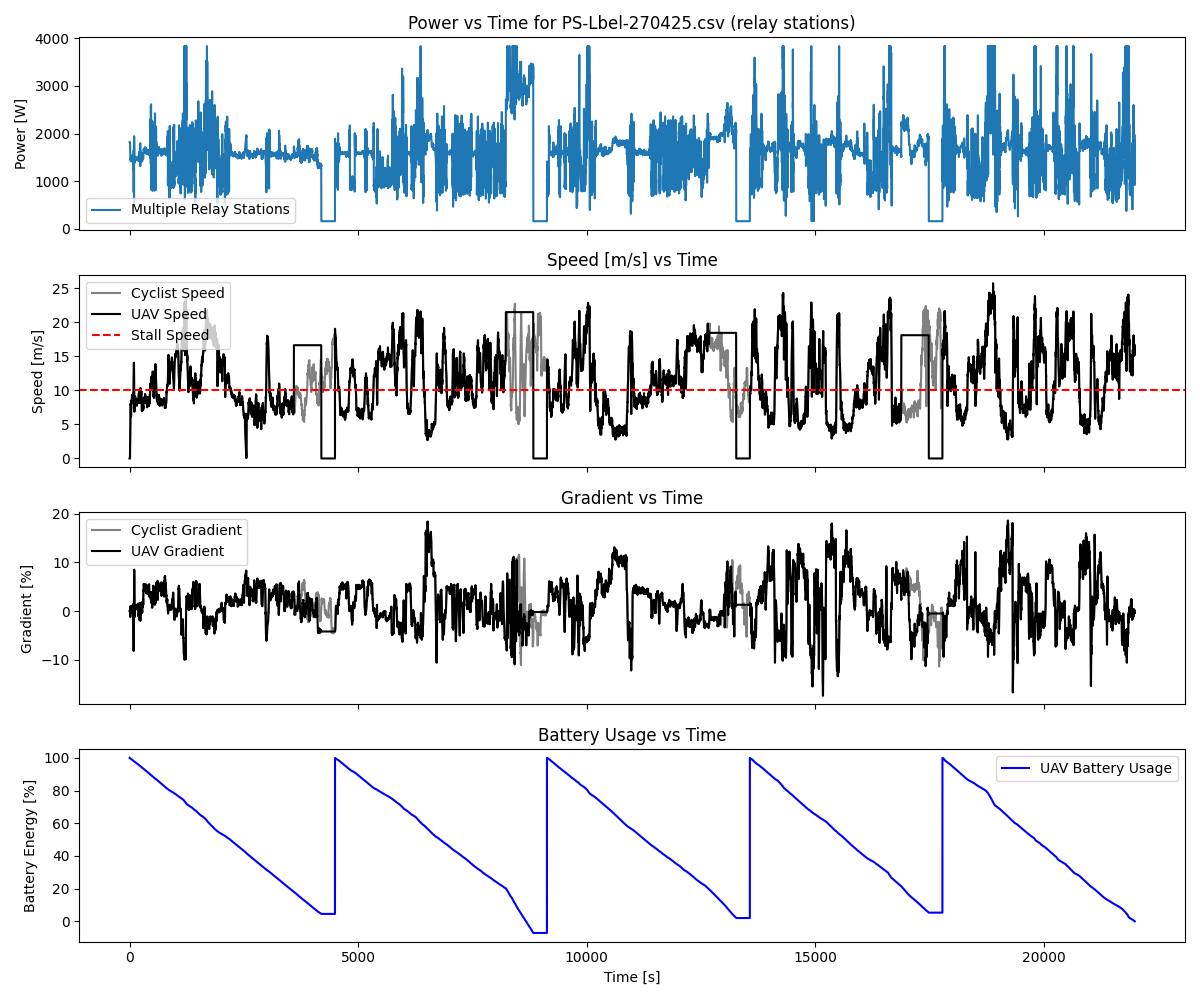 Power vs Time for PS-Lbel-270425.csv (relay stations)
4000
3000
2000
1000
0
Power [W]
Multiple Relay Stations
Speed [m/s] vs Time
25
20
15
10
5
0
Speed [m/s]
Cyclist Speed
UAV Speed
Stall Speed
Gradient vs Time
20
10
0
−10
Gradient [%]
Cyclist Gradient
UAV Gradient
Battery Usage vs Time
100
80
60
40
20
0
Battery Energy [%]
UAV Battery Usage
0
5000
10000
15000
20000
Time [s]